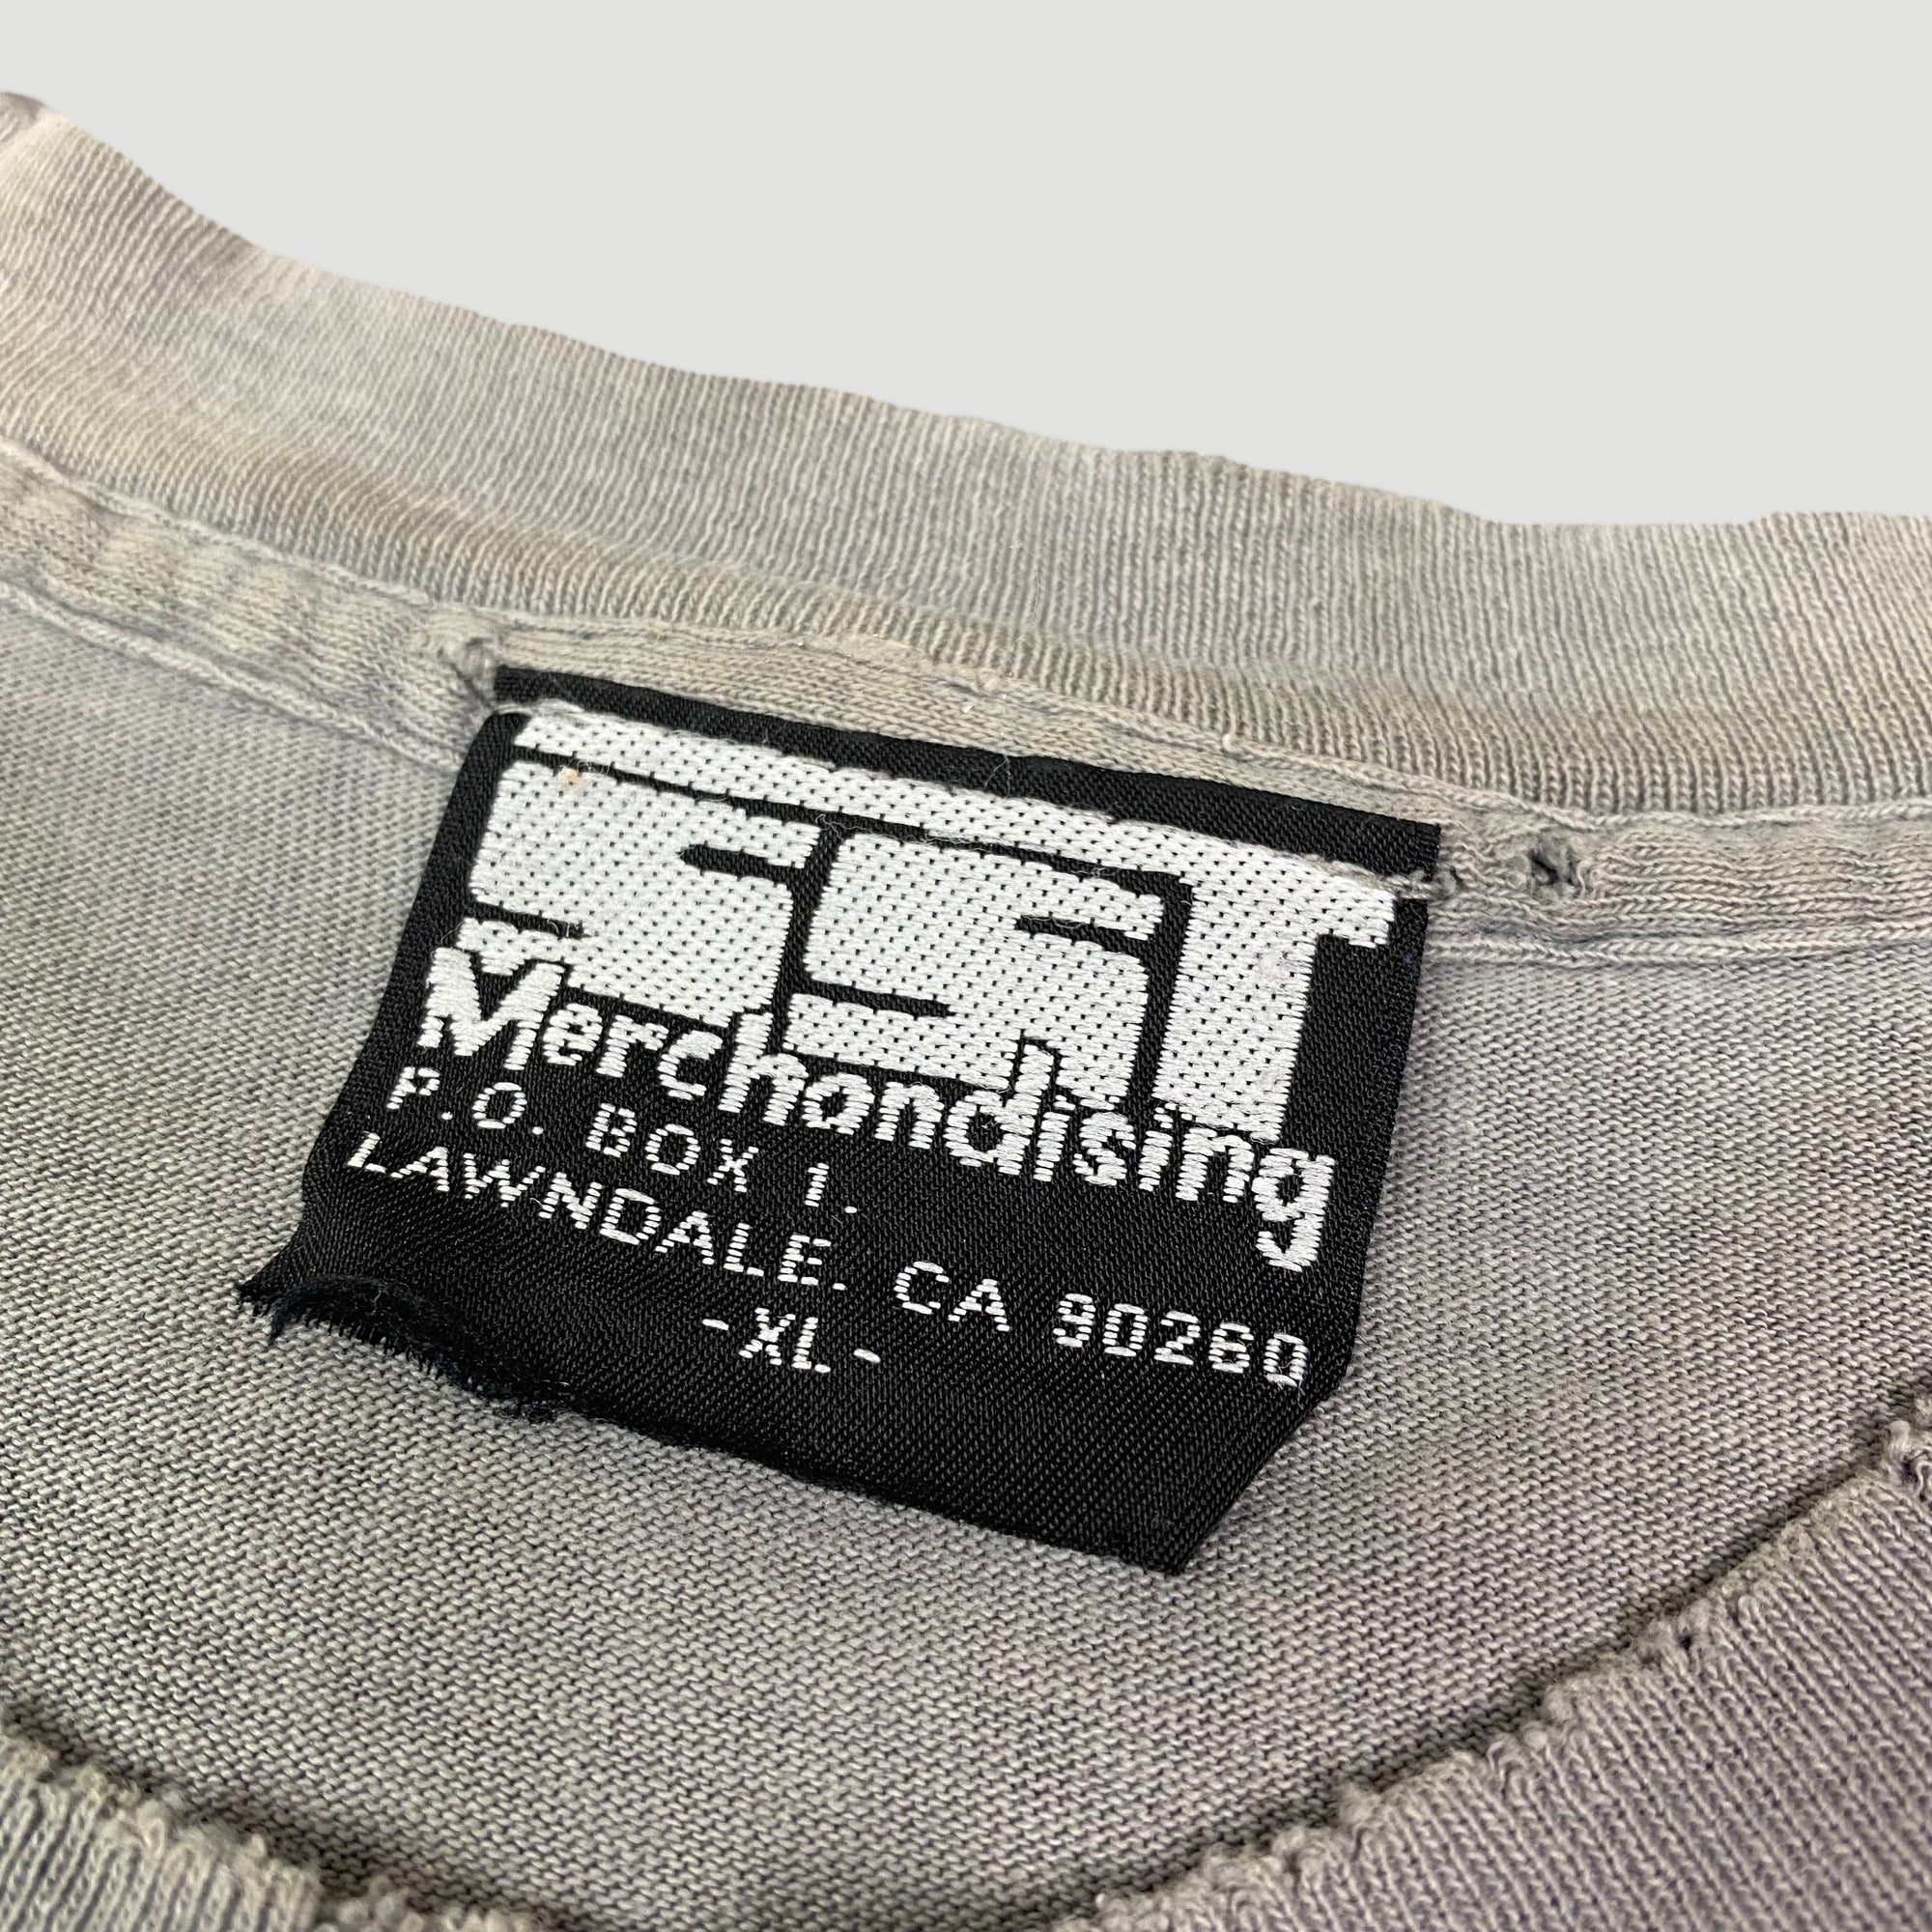 SST
Merchandising
P.O. BOX 1.
LAWNDALE. CA 90260
-XL-